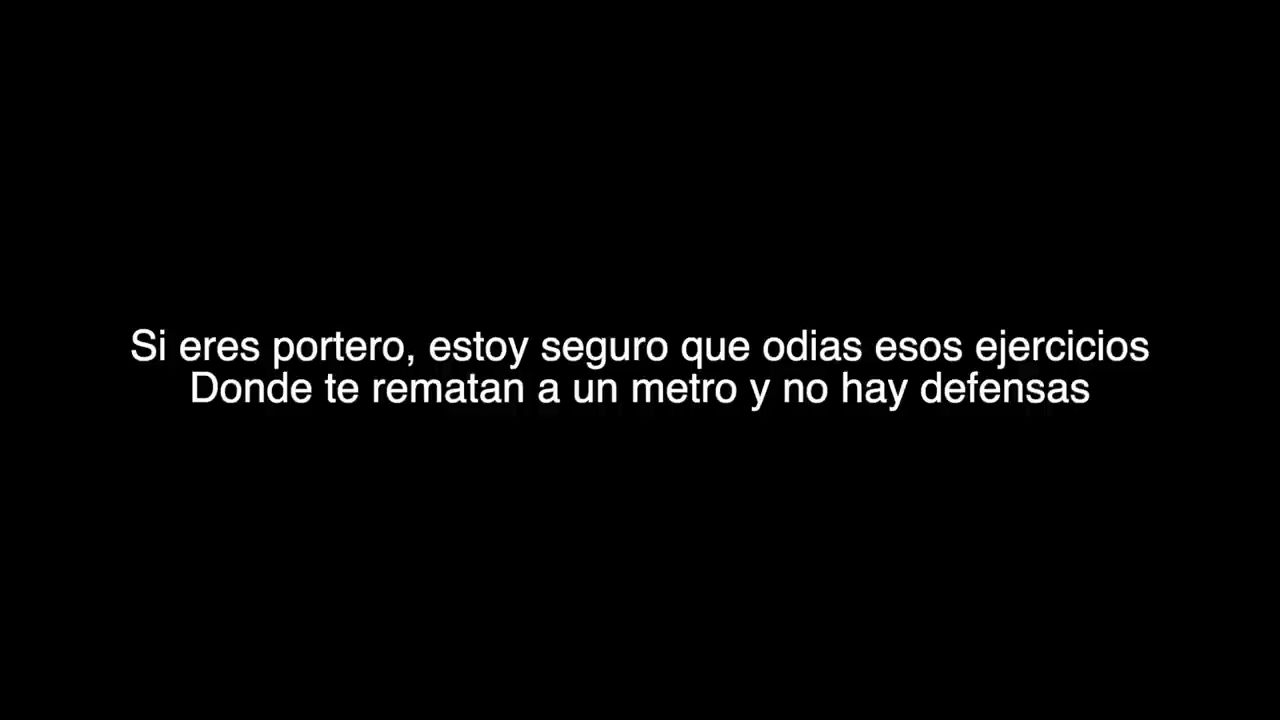 Si eres portero, estoy seguro que odias esos ejercicios
Donde te rematan a un metro y no hay defensas